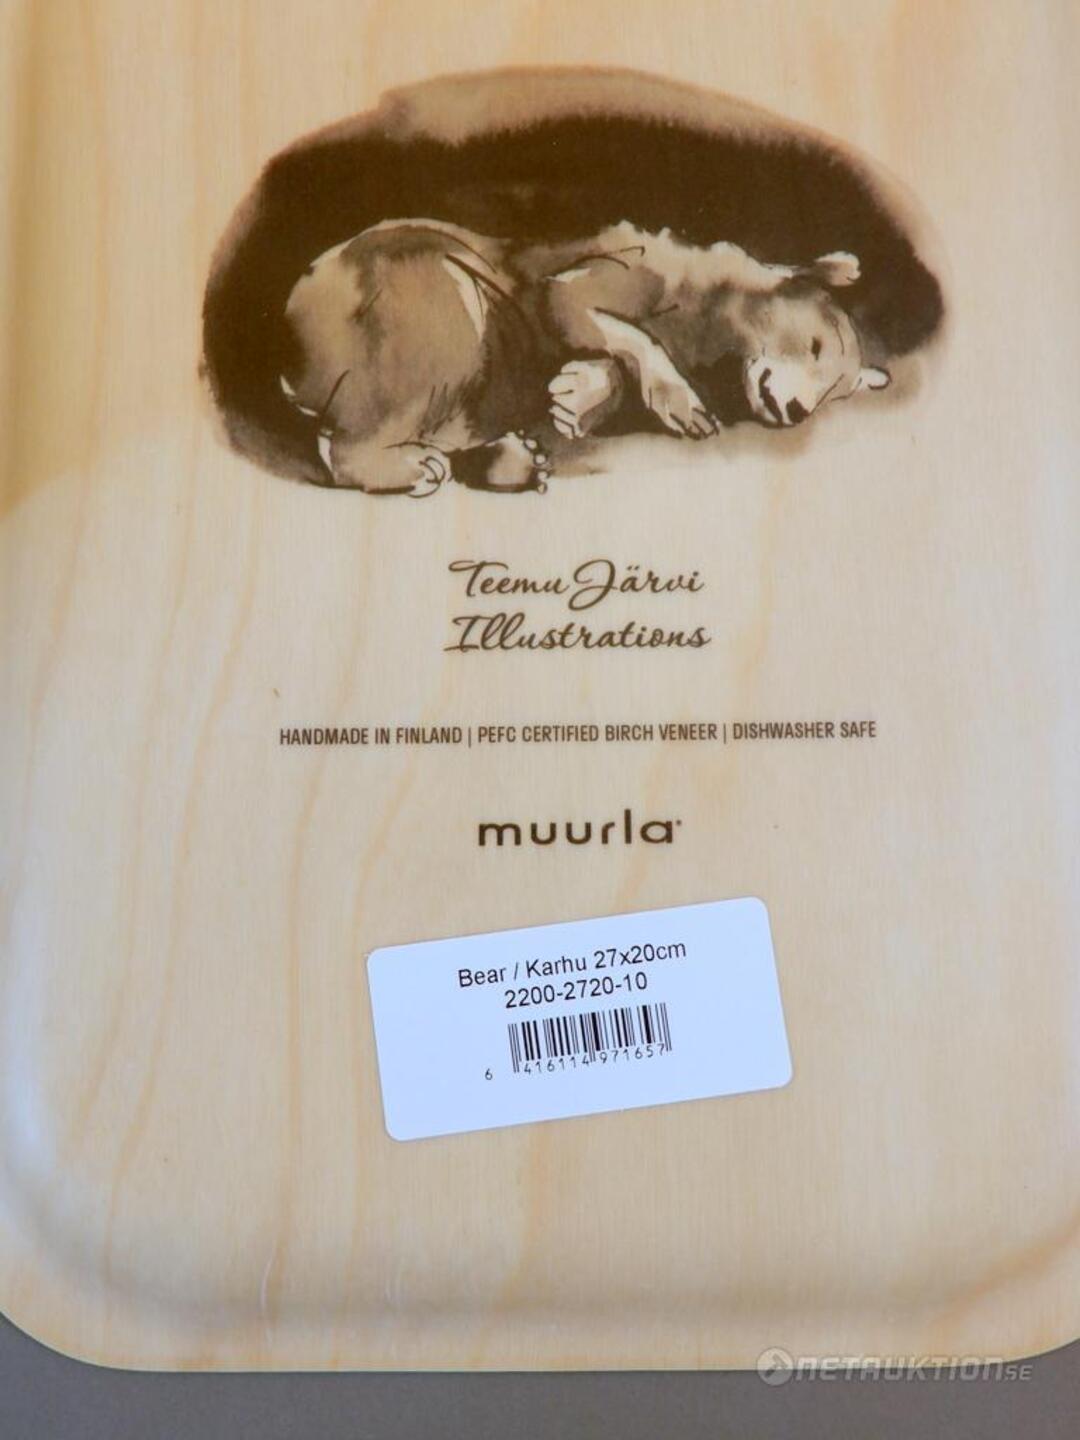 Teemu Järvi
Illustrations
HANDMADE IN FINLAND | PEFC CERTIFIED BIRCH VENEER | DISHWASHER SAFE
muurla
Bear / Karhu 27x20cm
2200-2720-10
6 416114 971657
NETAUKTION.SE